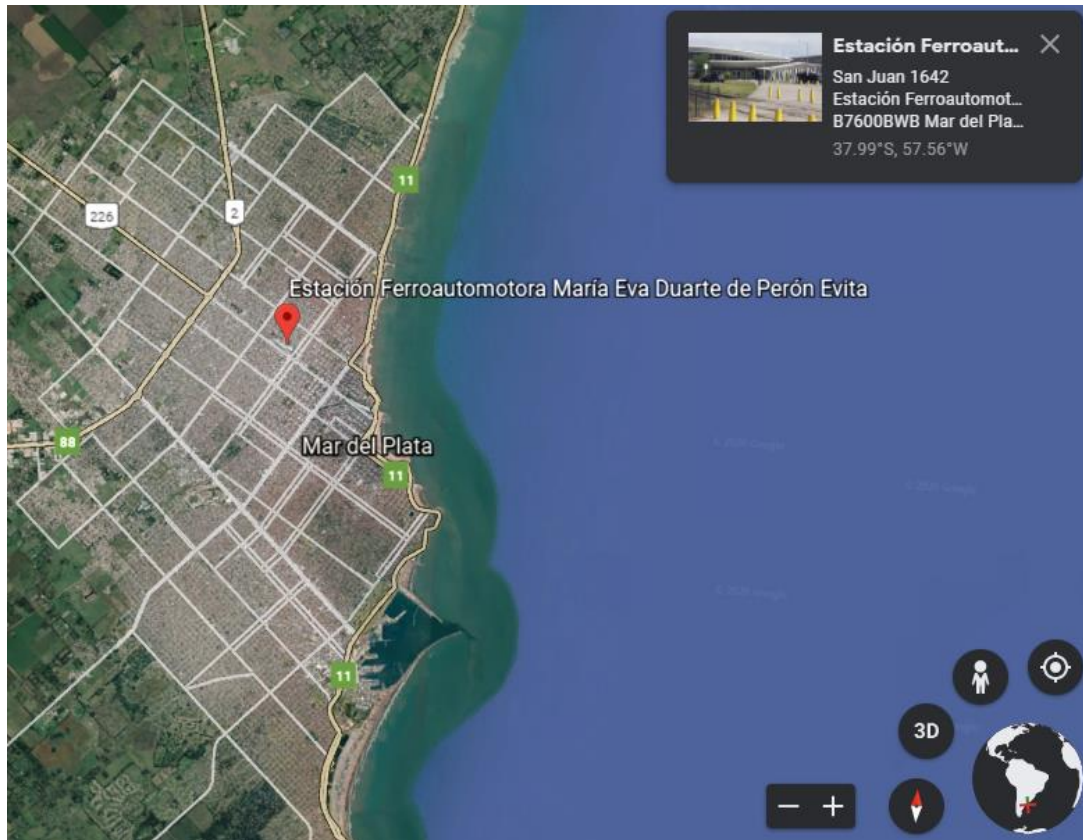 Estación Ferroaut...
San Juan 1642
Estación Ferroautomot...
B7600BWB Mar del Pla...
37.99°S, 57.56°W
11
226
2
Estación Ferroautomotora María Eva Duarte de Perón Evita
88
Mar del Plata
11
11
3D